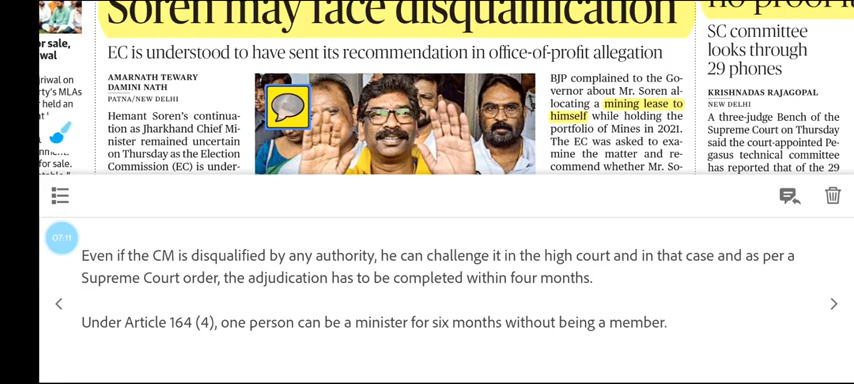 Soren may face disqualification
no proof
or sale,
wal
SC committee
looks through
29 phones
EC is understood to have sent its recommendation in office-of-profit allegation
jriwal on
ty's MLAs
held an
for sale.
AMARNATH TEWARY
DAMINI NATH
PATNA/NEW DELHI
Hemant Soren's continua-
tion as Jharkhand Chief Mi-
nister remained uncertain
on Thursday as the Election
Commission (EC) is under-
BJP complained to the Go-
vernor about Mr. Soren al-
locating a mining lease to
himself while holding the
portfolio of Mines in 2021.
The EC was asked to exa-
mine the matter and re-
commend whether Mr. So-
KRISHNADAS RAJAGOPAL
NEW DELHI
A three-judge Bench of the
Supreme Court on Thursday
said the court-appointed Pe-
gasus technical committee
has reported that of the 29
07:11
Even if the CM is disqualified by any authority, he can challenge it in the high court and in that case and as per a
Supreme Court order, the adjudication has to be completed within four months.
Under Article 164 (4), one person can be a minister for six months without being a member.